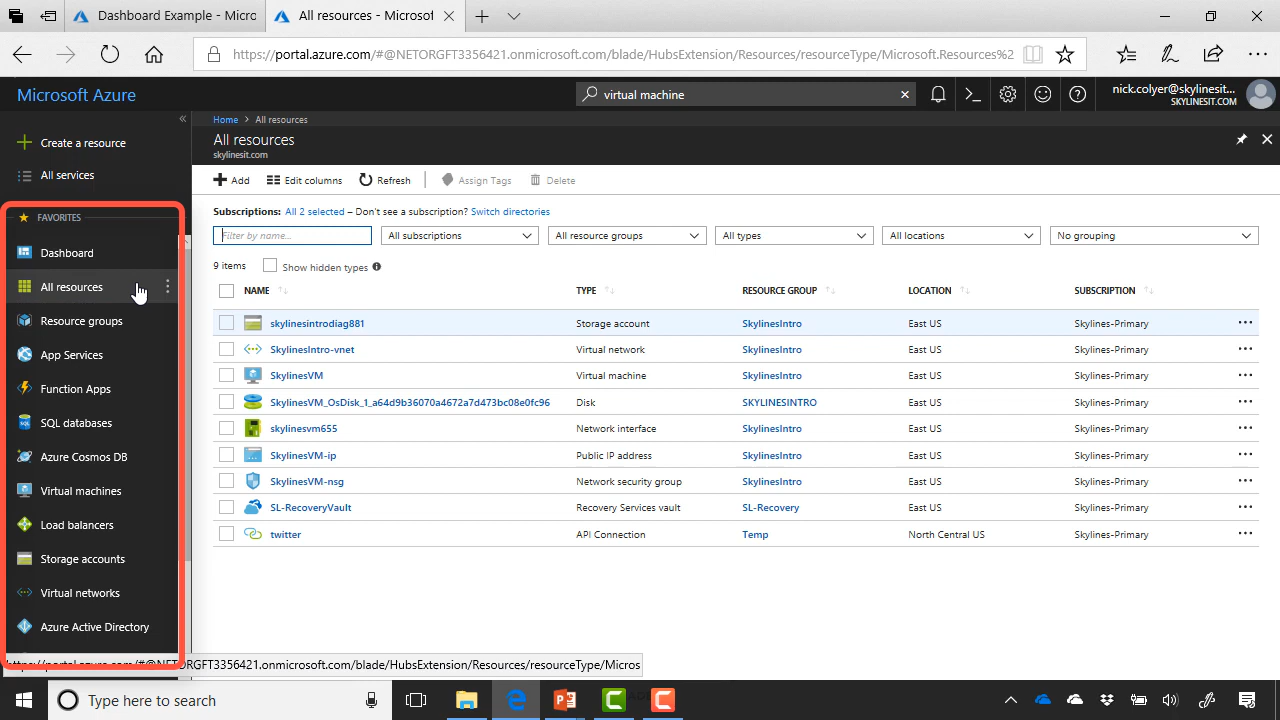 Dashboard Example - Micro
All resources - Microsof
https://portal.azure.com/#@NETORGFT3356421.onmicrosoft.com/blade/HubsExtension/Resources/resourceType/Microsoft.Resources%2
Microsoft Azure
virtual machine
nick.colyer@skylinesit...
SKYLINESIT.COM
Create a resource
All services
FAVORITES
Dashboard
All resources
Resource groups
App Services
Function Apps
SQL databases
Azure Cosmos DB
Virtual machines
Load balancers
Storage accounts
Virtual networks
Azure Active Directory
Home > All resources
All resources
skylinesit.com
Add Edit columns Refresh Assign Tags Delete
Subscriptions: All 2 selected – Don't see a subscription? Switch directories
Filter by name... All subscriptions All resource groups All types All locations No grouping
9 items Show hidden types
NAME TYPE RESOURCE GROUP LOCATION SUBSCRIPTION
skylinesintrodiag881 Storage account SkylinesIntro East US Skylines-Primary
SkylinesIntro-vnet Virtual network SkylinesIntro East US Skylines-Primary
SkylinesVM Virtual machine SkylinesIntro East US Skylines-Primary
SkylinesVM_OsDisk_1_a64d9b36070a4672a7d473bc08e0fc96 Disk SKYLINESINTRO East US Skylines-Primary
skylinesvm655 Network interface SkylinesIntro East US Skylines-Primary
SkylinesVM-ip Public IP address SkylinesIntro East US Skylines-Primary
SkylinesVM-nsg Network security group SkylinesIntro East US Skylines-Primary
SL-RecoveryVault Recovery Services vault SL-Recovery East US Skylines-Primary
twitter API Connection Temp North Central US Skylines-Primary
https://portal.azure.com/#@NETORGFT3356421.onmicrosoft.com/blade/HubsExtension/Resources/resourceType/Micros
Type here to search